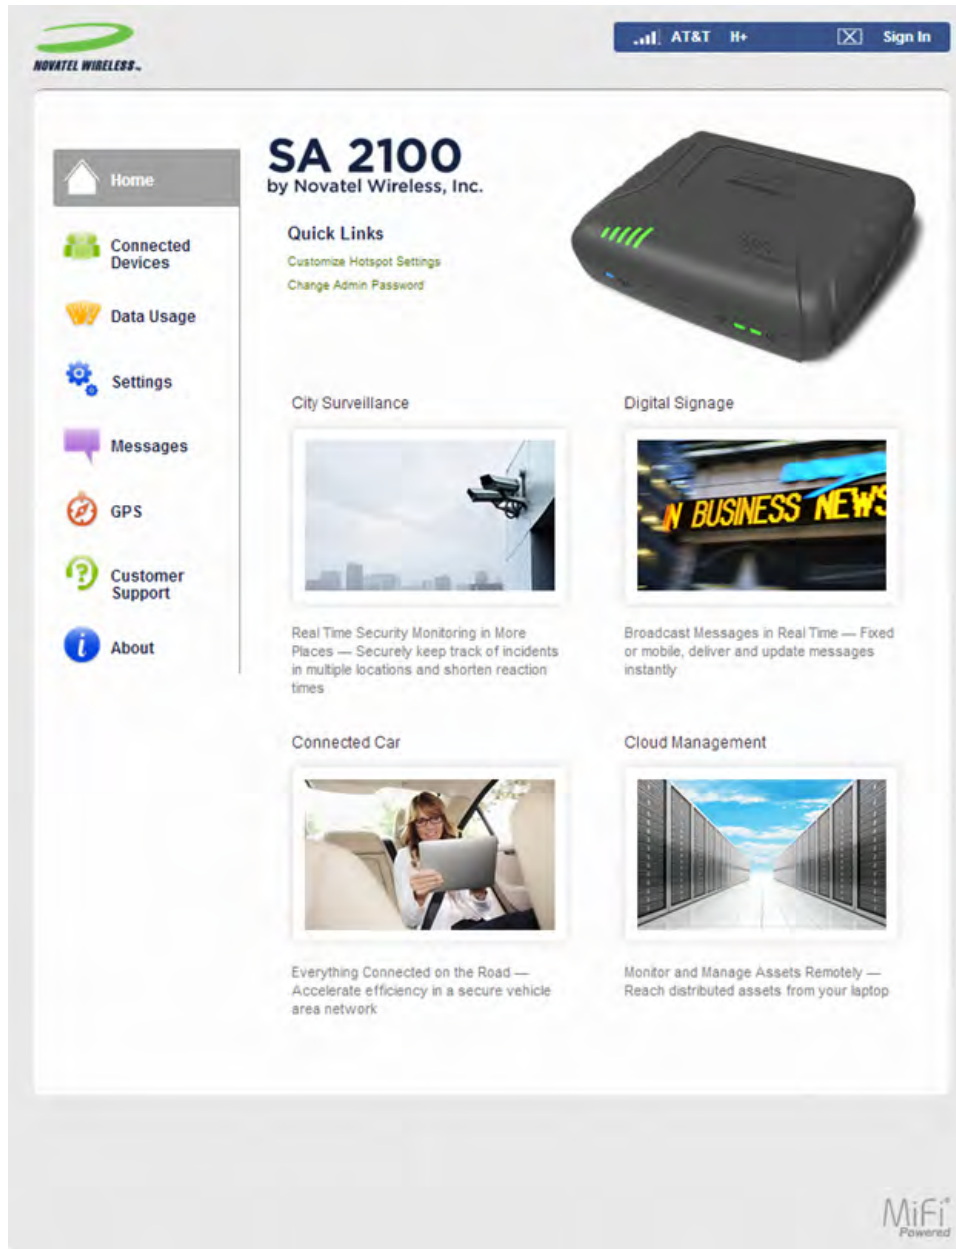 NOVATEL WIRELESS™
AT&T H+ Sign In
Home
Connected
Devices
Data Usage
Settings
Messages
GPS
Customer
Support
About
SA 2100
by Novatel Wireless, Inc.
Quick Links
Customize Hotspot Settings
Change Admin Password
City Surveillance
Real Time Security Monitoring in More
Places — Securely keep track of incidents
in multiple locations and shorten reaction
times
Digital Signage
N BUSINESS NEWS
Broadcast Messages in Real Time — Fixed
or mobile, deliver and update messages
instantly
Connected Car
Everything Connected on the Road —
Accelerate efficiency in a secure vehicle
area network
Cloud Management
Monitor and Manage Assets Remotely —
Reach distributed assets from your laptop
MiFi®
Powered